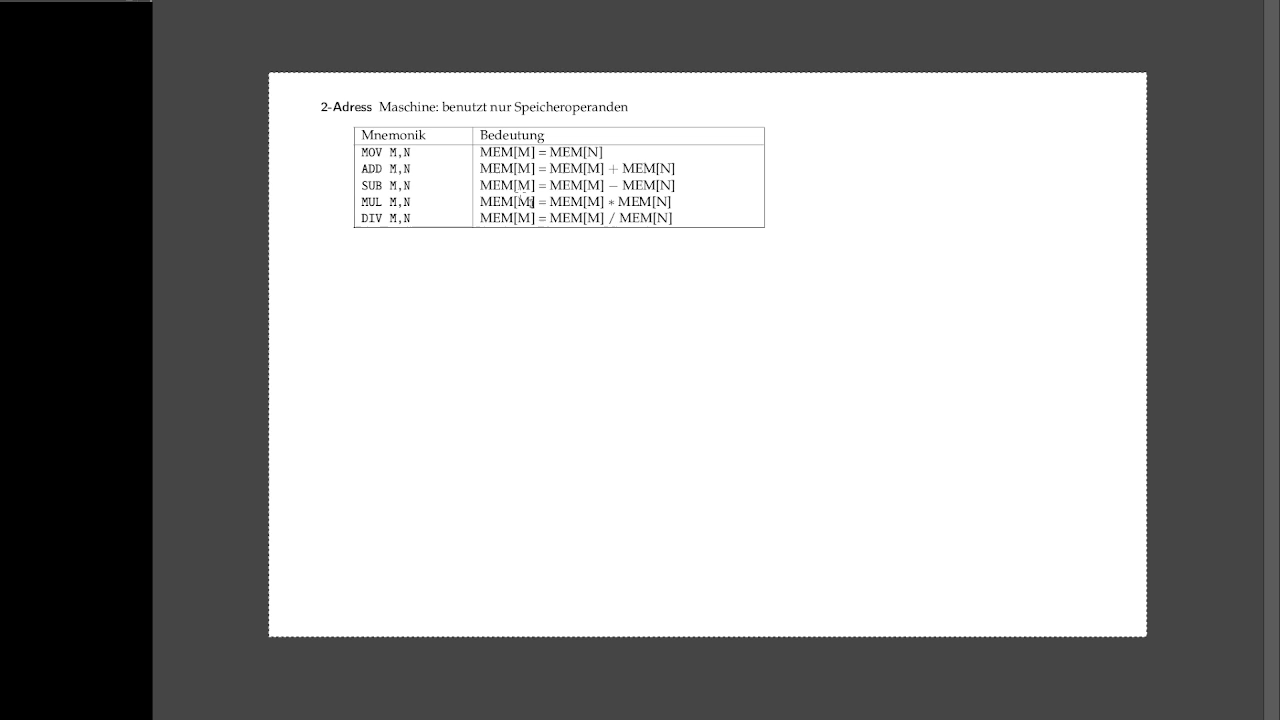 2-Adress Maschine: benutzt nur Speicheroperanden
Mnemonik Bedeutung
MOV M,N MEM[M] = MEM[N]
ADD M,N MEM[M] = MEM[M] + MEM[N]
SUB M,N MEM[M] = MEM[M] − MEM[N]
MUL M,N MEM[M] = MEM[M] ∗ MEM[N]
DIV M,N MEM[M] = MEM[M] / MEM[N]